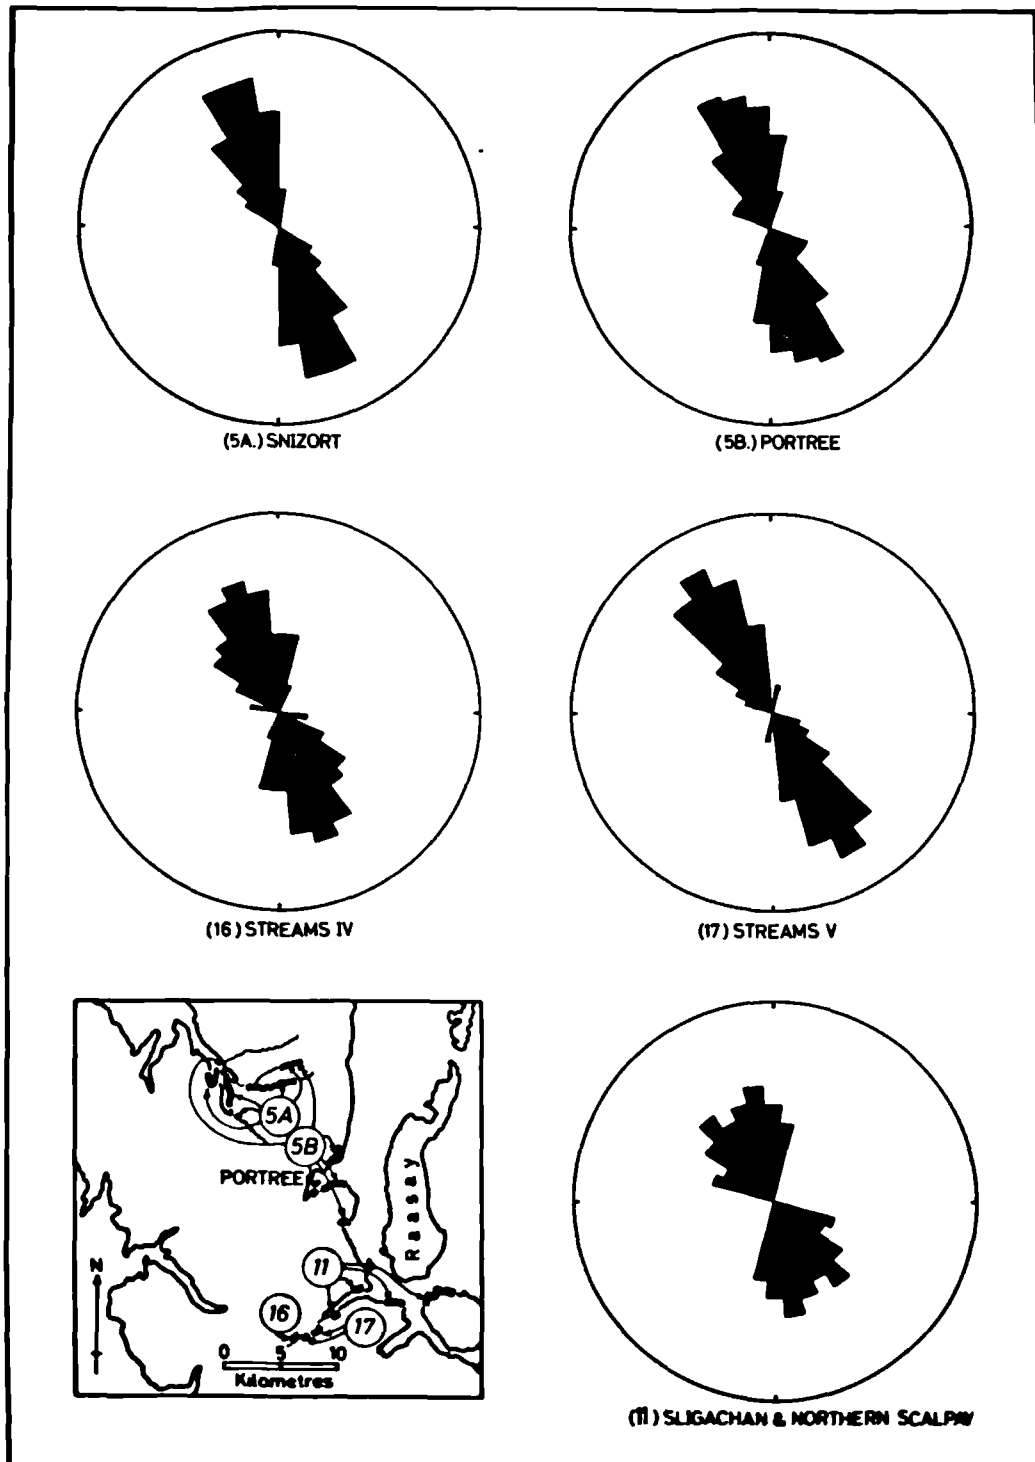 (5A.) SNIZORT
(5B.) PORTREE
(16) STREAMS IV
(17) STREAMS V
5A
5B
PORTREE
Raasay
N
11
16
17
0 5 10
Kilometres
(11) SLIGACHAN & NORTHERN SCALPAY